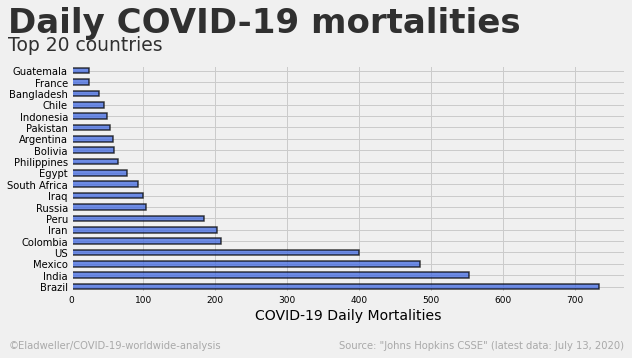 Daily COVID-19 mortalities
Top 20 countries
Guatemala
France
Bangladesh
Chile
Indonesia
Pakistan
Argentina
Bolivia
Philippines
Egypt
South Africa
Iraq
Russia
Peru
Iran
Colombia
US
Mexico
India
Brazil
0 100 200 300 400 500 600 700
COVID-19 Daily Mortalities
©Eladweller/COVID-19-worldwide-analysis
Source: "Johns Hopkins CSSE" (latest data: July 13, 2020)